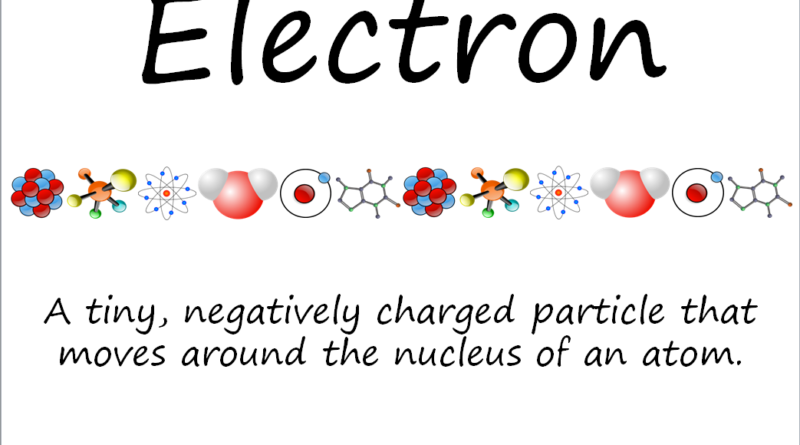 Electron
A tiny, negatively charged particle that
moves around the nucleus of an atom.